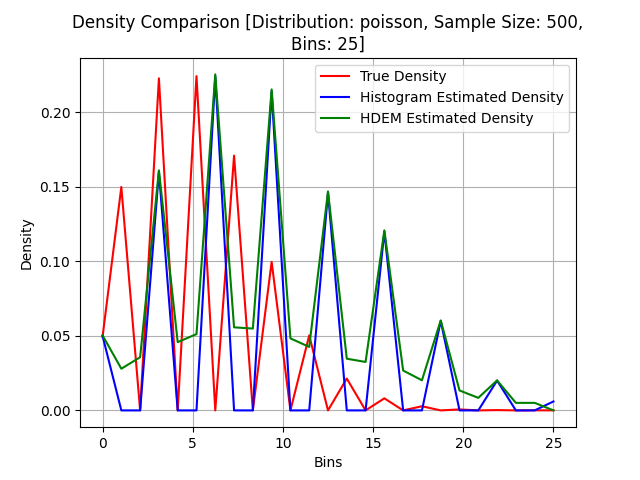 Density Comparison [Distribution: poisson, Sample Size: 500,
Bins: 25]
True Density
Histogram Estimated Density
HDEM Estimated Density
Density
0.20
0.15
0.10
0.05
0.00
0 5 10 15 20 25
Bins